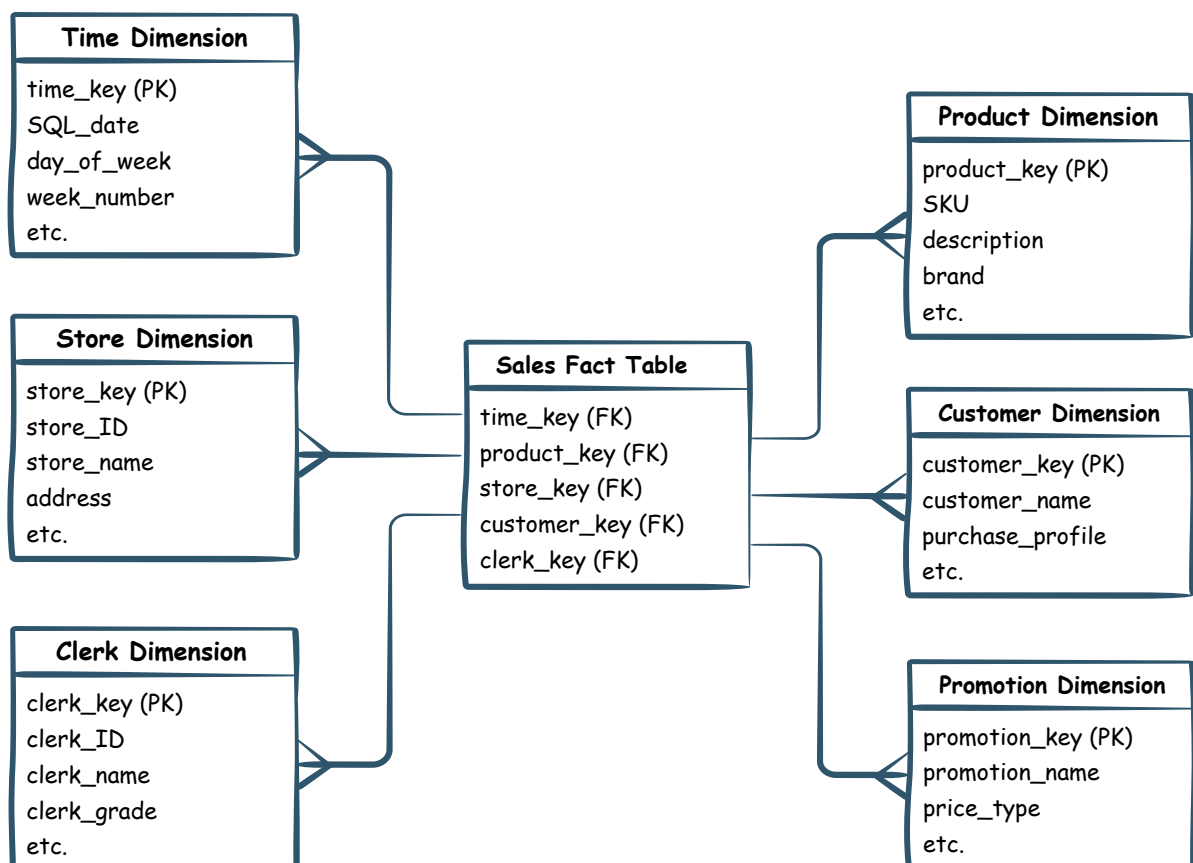 Time Dimension
time_key (PK)
SQL_date
day_of_week
week_number
etc.
Store Dimension
store_key (PK)
store_ID
store_name
address
etc.
Clerk Dimension
clerk_key (PK)
clerk_ID
clerk_name
clerk_grade
etc.
Sales Fact Table
time_key (FK)
product_key (FK)
store_key (FK)
customer_key (FK)
clerk_key (FK)
Product Dimension
product_key (PK)
SKU
description
brand
etc.
Customer Dimension
customer_key (PK)
customer_name
purchase_profile
etc.
Promotion Dimension
promotion_key (PK)
promotion_name
price_type
etc.